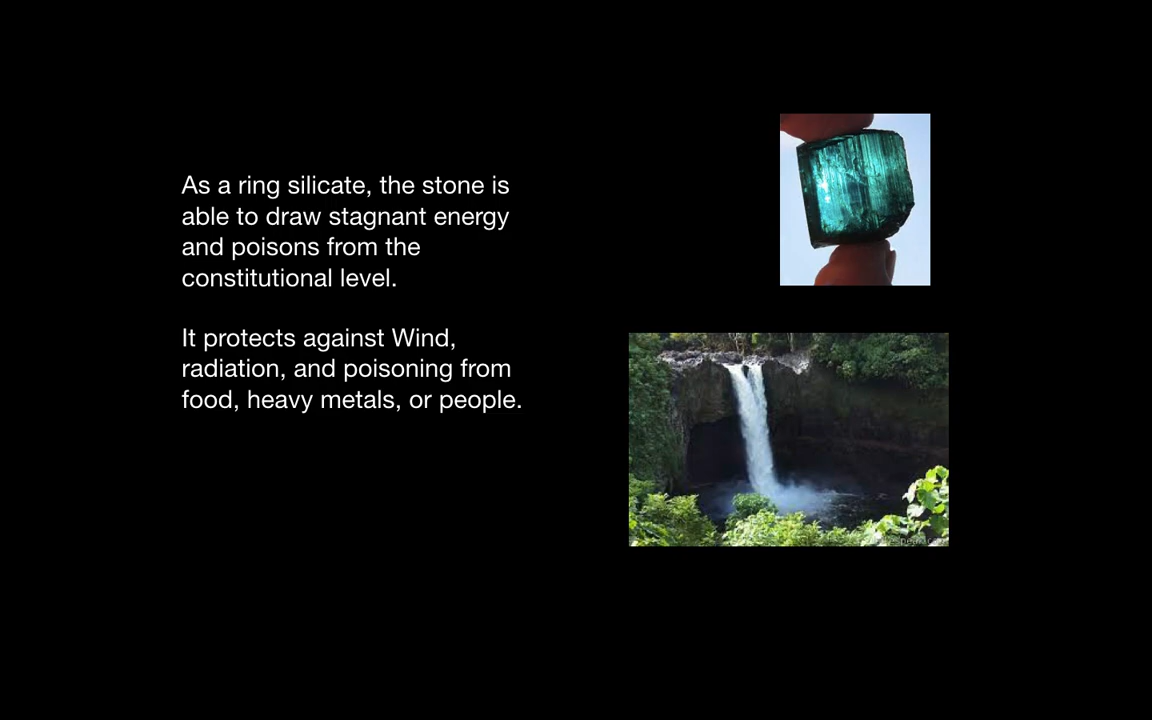 As a ring silicate, the stone is
able to draw stagnant energy
and poisons from the
constitutional level.
It protects against Wind,
radiation, and poisoning from
food, heavy metals, or people.